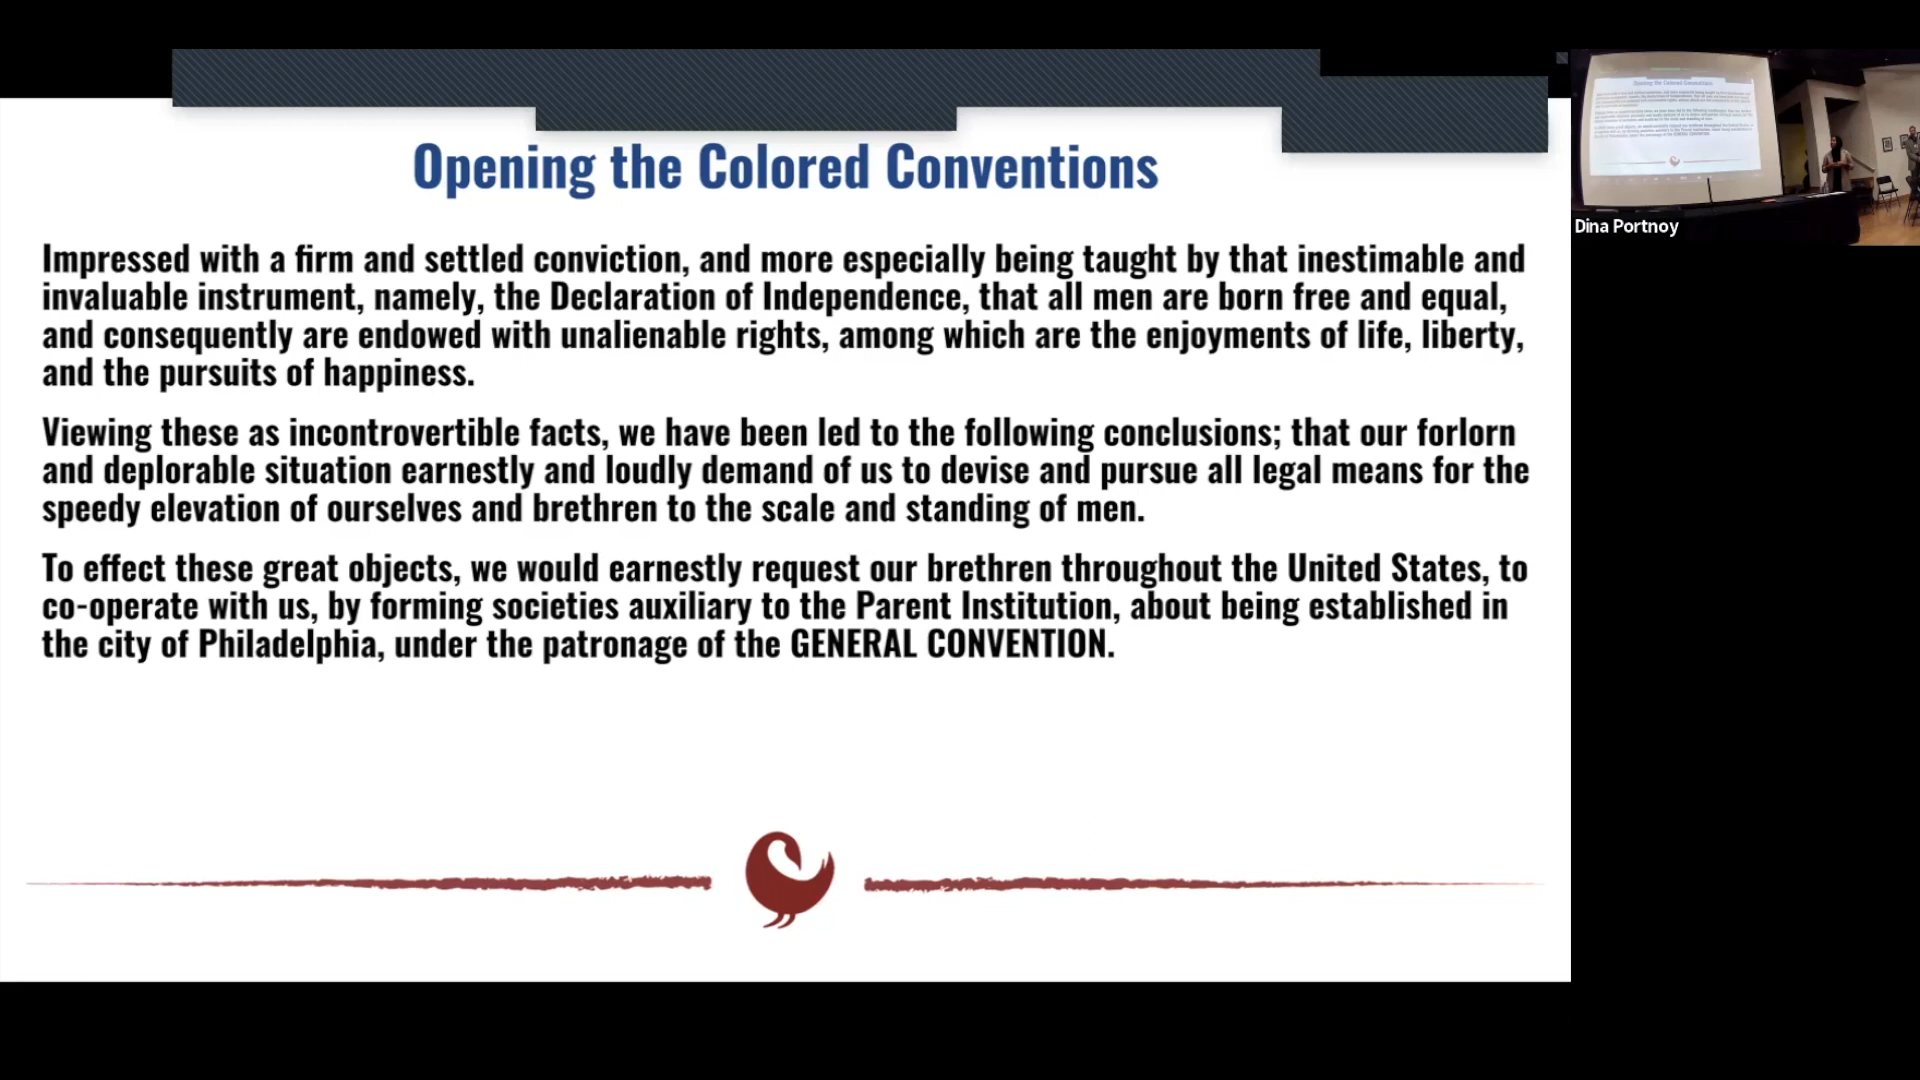 Opening the Colored Conventions
Impressed with a firm and settled conviction, and more especially being taught by that inestimable and
invaluable instrument, namely, the Declaration of Independence, that all men are born free and equal,
and consequently are endowed with unalienable rights, among which are the enjoyments of life, liberty,
and the pursuits of happiness.
Viewing these as incontrovertible facts, we have been led to the following conclusions; that our forlorn
and deplorable situation earnestly and loudly demand of us to devise and pursue all legal means for the
speedy elevation of ourselves and brethren to the scale and standing of men.
To effect these great objects, we would earnestly request our brethren throughout the United States, to
co-operate with us, by forming societies auxiliary to the Parent Institution, about being established in
the city of Philadelphia, under the patronage of the GENERAL CONVENTION.
Dina Portnoy